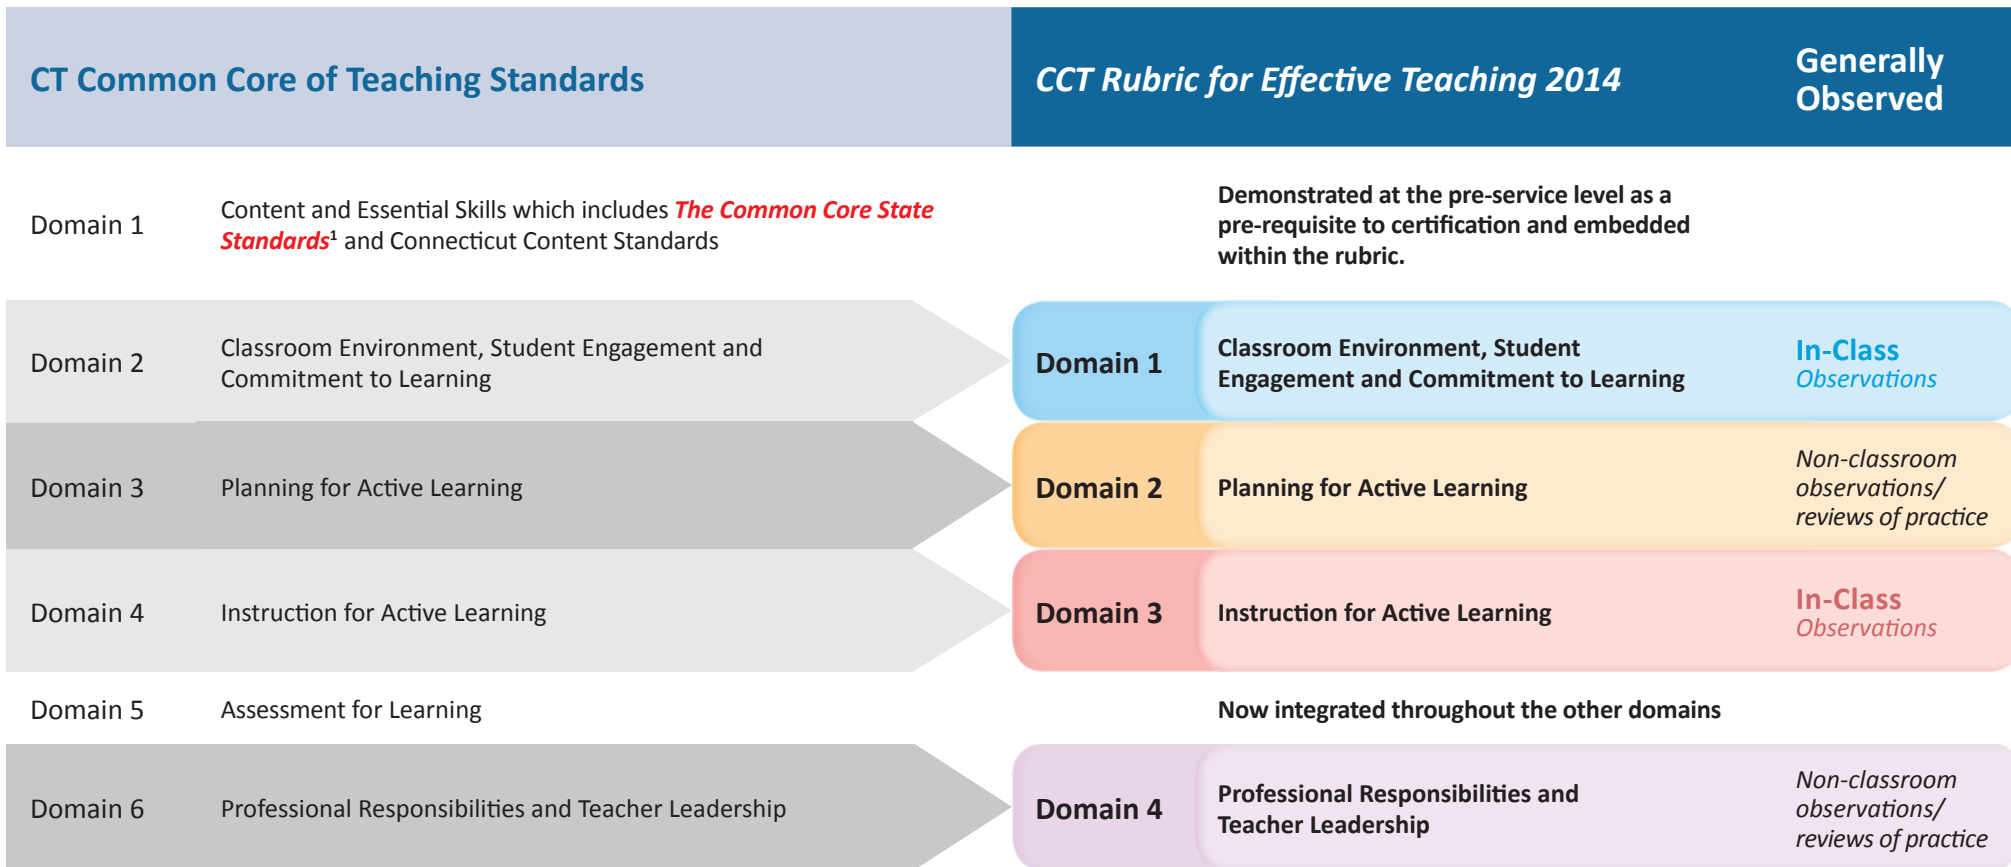 CT Common Core of Teaching Standards
CCT Rubric for Effective Teaching 2014
Generally
Observed
Domain 1
Content and Essential Skills which includes The Common Core State
Standards¹ and Connecticut Content Standards
Demonstrated at the pre-service level as a
pre-requisite to certification and embedded
within the rubric.
Domain 2
Classroom Environment, Student Engagement and
Commitment to Learning
Domain 1
Classroom Environment, Student
Engagement and Commitment to Learning
In-Class
Observations
Domain 3
Planning for Active Learning
Domain 2
Planning for Active Learning
Non-classroom
observations/
reviews of practice
Domain 4
Instruction for Active Learning
Domain 3
Instruction for Active Learning
In-Class
Observations
Domain 5
Assessment for Learning
Now integrated throughout the other domains
Domain 6
Professional Responsibilities and Teacher Leadership
Domain 4
Professional Responsibilities and
Teacher Leadership
Non-classroom
observations/
reviews of practice